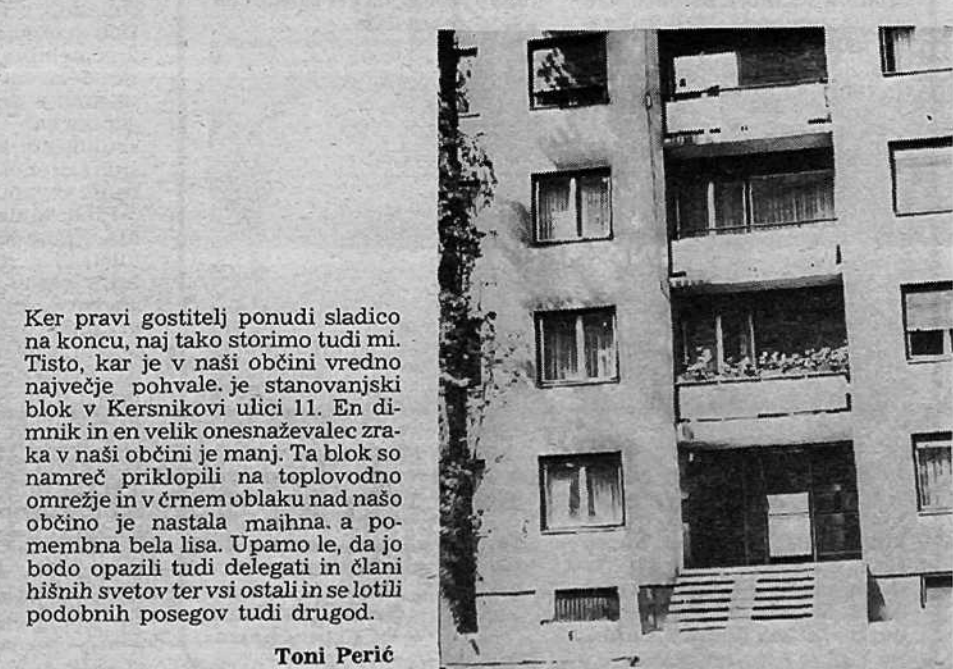 Ker pravi gostitelj ponudi sladico
na koncu, naj tako storimo tudi mi.
Tisto, kar je v naši občini vredno
največje pohvale. je stanovanjski
blok v Kersnikovi ulici 11. En di-
mnik in en velik onesnaževalec zra-
ka v naši občini je manj. Ta blok so
namreč priklopili na toplovodno
omrežje in v črnem oblaku nad našo
občino je nastala majhna. a po-
membna bela lisa. Upamo le, da jo
bodo opazili tudi delegati in člani
hišnih svetov ter vsi ostali in se lotili
podobnih posegov tudi drugod.
Toni Perić